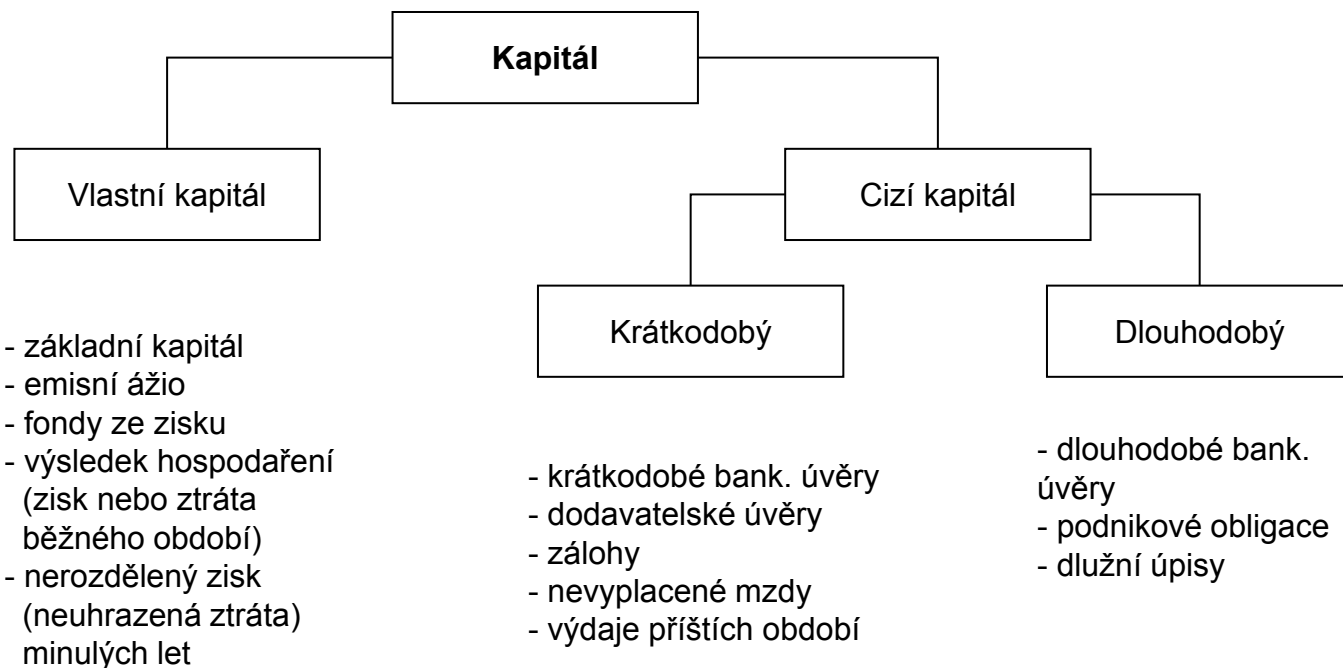 Kapitál
Vlastní kapitál
Cizí kapitál
Krátkodobý
Dlouhodobý
- základní kapitál
- emisní ážio
- fondy ze zisku
- výsledek hospodaření
(zisk nebo ztráta
běžného období)
- nerozdělený zisk
(neuhrazená ztráta)
minulých let
- krátkodobé bank. úvěry
- dodavatelské úvěry
- zálohy
- nevyplacené mzdy
- výdaje příštích období
- dlouhodobé bank.
úvěry
- podnikové obligace
- dlužní úpisy